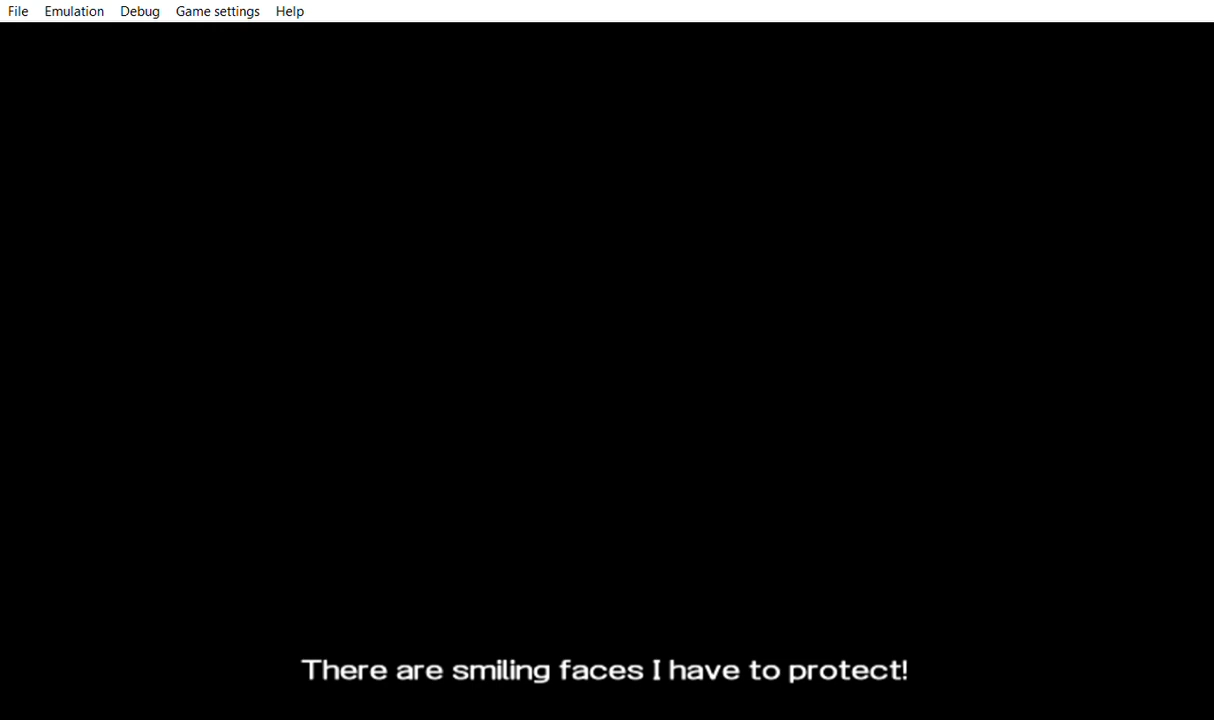 File Emulation Debug Game settings Help
There are smiling faces I have to protect!